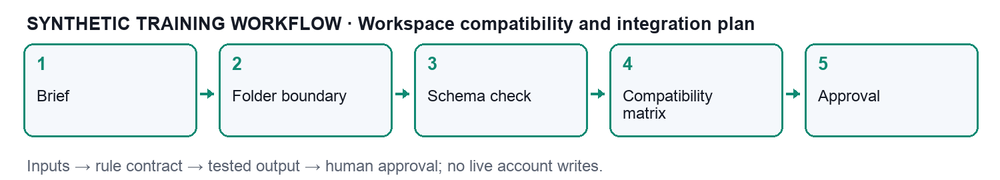 SYNTHETIC TRAINING WORKFLOW · Workspace compatibility and integration plan
1
Brief
2
Folder boundary
3
Schema check
4
Compatibility
matrix
5
Approval
Inputs → rule contract → tested output → human approval; no live account writes.